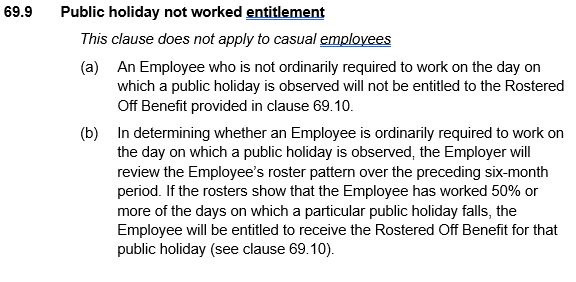 69.9 Public holiday not worked entitlement
This clause does not apply to casual employees
(a) An Employee who is not ordinarily required to work on the day on
which a public holiday is observed will not be entitled to the Rostered
Off Benefit provided in clause 69.10.
(b) In determining whether an Employee is ordinarily required to work on
the day on which a public holiday is observed, the Employer will
review the Employee's roster pattern over the preceding six-month
period. If the rosters show that the Employee has worked 50% or
more of the days on which a particular public holiday falls, the
Employee will be entitled to receive the Rostered Off Benefit for that
public holiday (see clause 69.10).